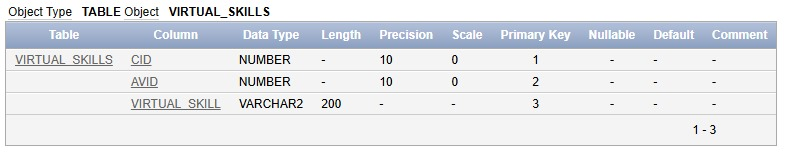 Object Type TABLE Object VIRTUAL_SKILLS
Table Column Data Type Length Precision Scale Primary Key Nullable Default Comment
VIRTUAL_SKILLS CID NUMBER - 10 0 1 - - -
AVID NUMBER - 10 0 2 - - -
VIRTUAL_SKILL VARCHAR2 200 - - 3 - - -
1 - 3